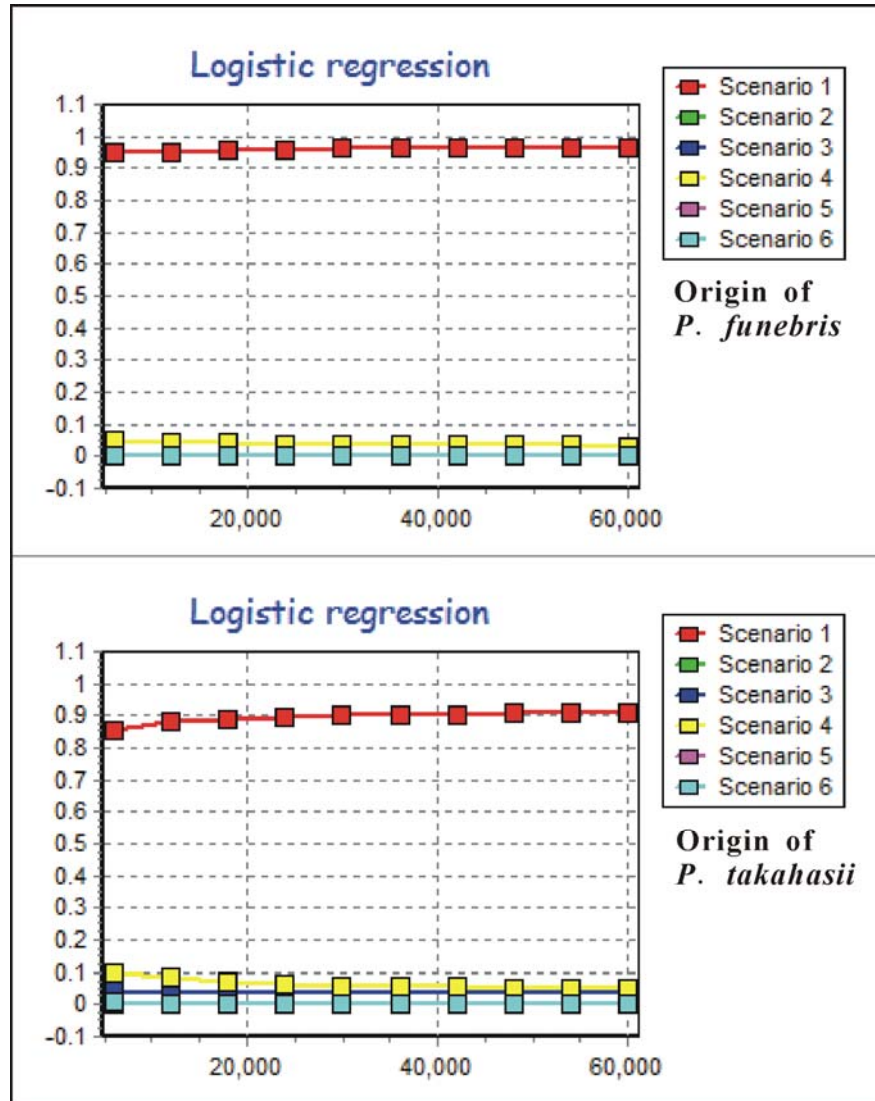 Logistic regression
1.1
1
0.9
0.8
0.7
0.6
0.5
0.4
0.3
0.2
0.1
0
-0.1
20,000
40,000
60,000
Scenario 1
Scenario 2
Scenario 3
Scenario 4
Scenario 5
Scenario 6
Origin of
P. funebris
Logistic regression
1.1
1
0.9
0.8
0.7
0.6
0.5
0.4
0.3
0.2
0.1
0
-0.1
20,000
40,000
60,000
Scenario 1
Scenario 2
Scenario 3
Scenario 4
Scenario 5
Scenario 6
Origin of
P. takahasii